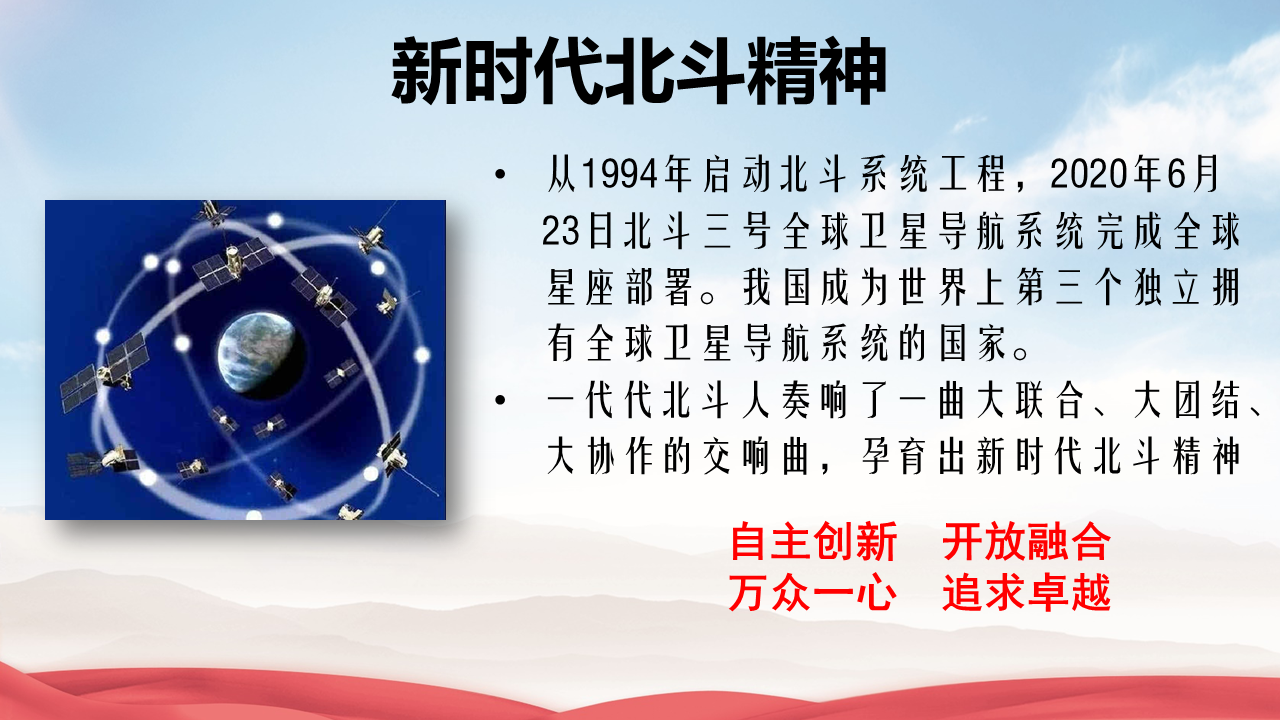 新时代北斗精神
• 从1994年启动北斗系统工程，2020年6月
23日北斗三号全球卫星导航系统完成全球
星座部署。我国成为世界上第三个独立拥
有全球卫星导航系统的国家。
• 一代代北斗人奏响了一曲大联合、大团结、
大协作的交响曲，孕育出新时代北斗精神
自主创新 开放融合
万众一心 追求卓越